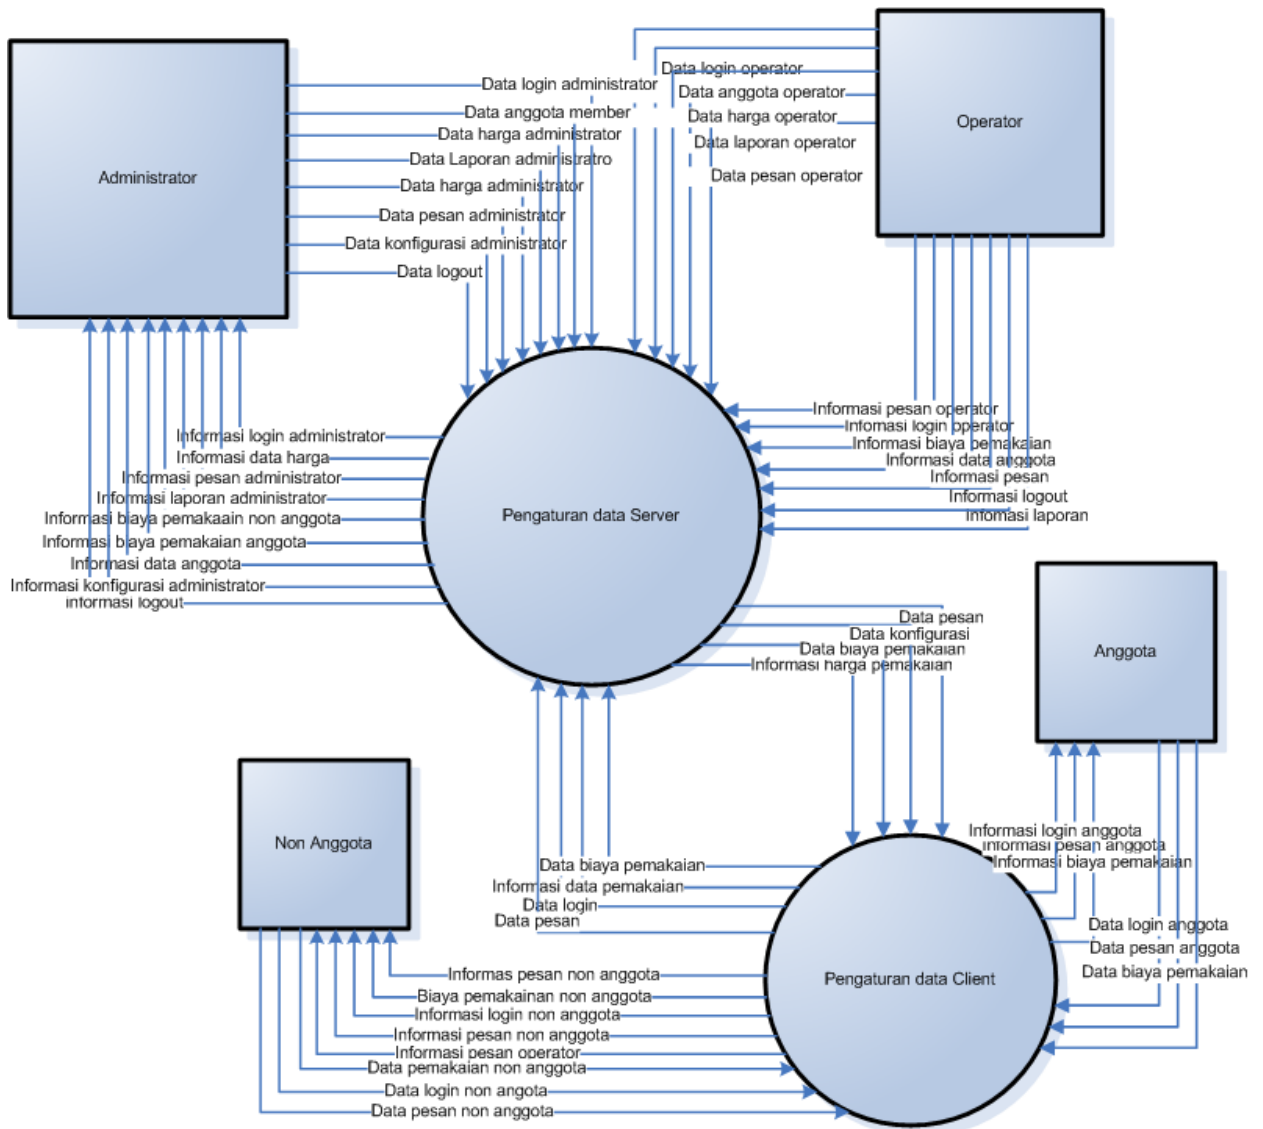 Administrator
Operator
Data login administrator
Data anggota member
Data harga administrator
Data Laporan administratro
Data harga administrator
Data pesan administrator
Data konfigurasi administrator
Data logout
Data login operator
Data anggota operator
Data harga operator
Data laporan operator
Data pesan operator
Informasi login administrator
Informasi data harga
Informasi pesan administrator
Informasi laporan administrator
Informasi biaya pemakaain non anggota
Informasi biaya pemakaian anggota
Informasi data anggota
Informasi konfigurasi administrator
informasi logout
Pengaturan data Server
Informasi pesan operator
Infomasi login operator
Informasi biaya pemakaian
Informasi data anggota
Informasi pesan
Informasi logout
Infomasi laporan
Data pesan
Data konfigurasi
Data biaya pemakaian
Informasi harga pemakaian
Anggota
Non Anggota
Data biaya pemakaian
Informasi data pemakaian
Data login
Data pesan
Informasi login anggota
Informasi pesan anggota
Informasi biaya pemakaian
Data login anggota
Data pesan anggota
Data biaya pemakaian
Pengaturan data Client
Informas pesan non anggota
Biaya pemakainan non anggota
Informasi login non anggota
Informasi pesan non anggota
Informasi pesan operator
Data pemakaian non anggota
Data login non angota
Data pesan non anggota